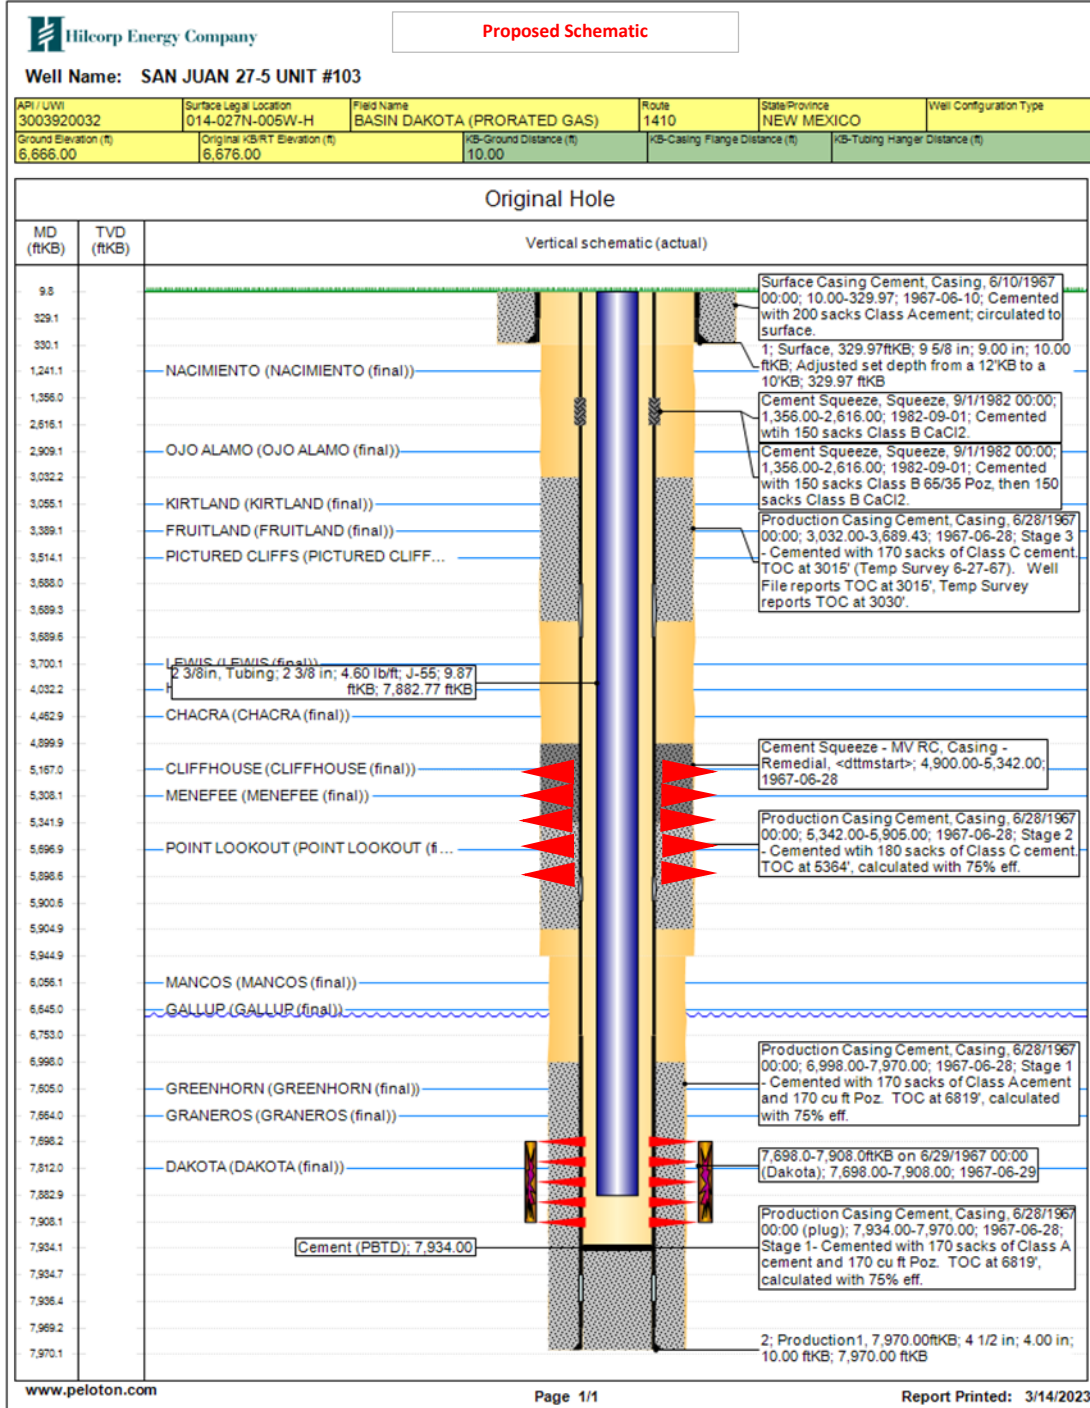 Hilcorp Energy Company
Proposed Schematic
Well Name: SAN JUAN 27-5 UNIT #103
API / UWI
3003920032
Surface Legal Location
014-027N-005W-H
Field Name
BASIN DAKOTA (PRORATED GAS)
Route
1410
State/Province
NEW MEXICO
Well Configuration Type
Ground Elevation (ft)
6,666.00
Original KB/RT Elevation (ft)
6,676.00
KB-Ground Distance (ft)
10.00
KB-Casing Flange Distance (ft)
KB-Tubing Hanger Distance (ft)
Original Hole
MD
(ftKB)
TVD
(ftKB)
Vertical schematic (actual)
9.8
329.1
330.1
1,241.1
1,356.0
2,616.1
2,909.1
3,032.2
3,055.1
3,389.1
3,514.1
3,688.0
3,689.3
3,689.6
3,700.1
4,032.2
4,462.9
4,899.9
5,167.0
5,308.1
5,341.9
5,696.9
5,898.6
5,900.6
5,904.9
5,944.9
6,056.1
6,645.0
6,753.0
6,998.0
7,605.0
7,664.0
7,698.2
7,812.0
7,882.9
7,908.1
7,934.1
7,934.7
7,936.4
7,969.2
7,970.1
NACIMIENTO (NACIMIENTO (final))
OJO ALAMO (OJO ALAMO (final))
KIRTLAND (KIRTLAND (final))
FRUITLAND (FRUITLAND (final))
PICTURED CLIFFS (PICTURED CLIFF...
LEWIS (LEWIS (final))
2 3/8in, Tubing; 2 3/8 in; 4.60 lb/ft; J-55; 9.87
ftKB; 7,882.77 ftKB
CHACRA (CHACRA (final))
CLIFFHOUSE (CLIFFHOUSE (final))
MENEFEE (MENEFEE (final))
POINT LOOKOUT (POINT LOOKOUT (fi...
MANCOS (MANCOS (final))
GALLUP (GALLUP (final))
GREENHORN (GREENHORN (final))
GRANEROS (GRANEROS (final))
DAKOTA (DAKOTA (final))
Cement (PBTD); 7,934.00
Surface Casing Cement, Casing, 6/10/1967
00:00; 10.00-329.97; 1967-06-10; Cemented
with 200 sacks Class Acement; circulated to
surface.
1; Surface, 329.97ftKB; 9 5/8 in; 9.00 in; 10.00
ftKB; Adjusted set depth from a 12'KB to a
10'KB; 329.97 ftKB
Cement Squeeze, Squeeze, 9/1/1982 00:00;
1,356.00-2,616.00; 1982-09-01; Cemented
wtih 150 sacks Class B CaCl2.
Cement Squeeze, Squeeze, 9/1/1982 00:00;
1,356.00-2,616.00; 1982-09-01; Cemented
with 150 sacks Class B 65/35 Poz, then 150
sacks Class B CaCl2.
Production Casing Cement, Casing, 6/28/1967
00:00; 3,032.00-3,689.43; 1967-06-28; Stage 3
- Cemented with 170 sacks of Class C cement.
TOC at 3015' (Temp Survey 6-27-67). Well
File reports TOC at 3015', Temp Survey
reports TOC at 3030'.
Cement Squeeze - MV RC, Casing -
Remedial, <dttmstart>; 4,900.00-5,342.00;
1967-06-28
Production Casing Cement, Casing, 6/28/1967
00:00; 5,342.00-5,905.00; 1967-06-28; Stage 2
- Cemented wtih 180 sacks of Class C cement.
TOC at 5364', calculated with 75% eff.
Production Casing Cement, Casing, 6/28/1967
00:00; 6,998.00-7,970.00; 1967-06-28; Stage 1
- Cemented with 170 sacks of Class Acement
and 170 cu ft Poz. TOC at 6819', calculated
with 75% eff.
7,698.0-7,908.0ftKB on 6/29/1967 00:00
(Dakota); 7,698.00-7,908.00; 1967-06-29
Production Casing Cement, Casing, 6/28/1967
00:00 (plug); 7,934.00-7,970.00; 1967-06-28;
Stage 1- Cemented with 170 sacks of Class A
cement and 170 cu ft Poz. TOC at 6819',
calculated with 75% eff.
2; Production1, 7,970.00ftKB; 4 1/2 in; 4.00 in;
10.00 ftKB; 7,970.00 ftKB
www.peloton.com
Page 1/1
Report Printed: 3/14/2023